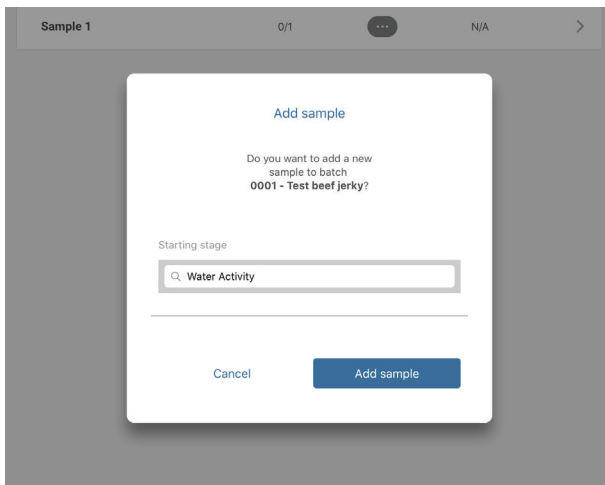 Sample 1 0/1 ... N/A
Add sample
Do you want to add a new
sample to batch
0001 - Test beef jerky?
Starting stage
Water Activity
Cancel Add sample